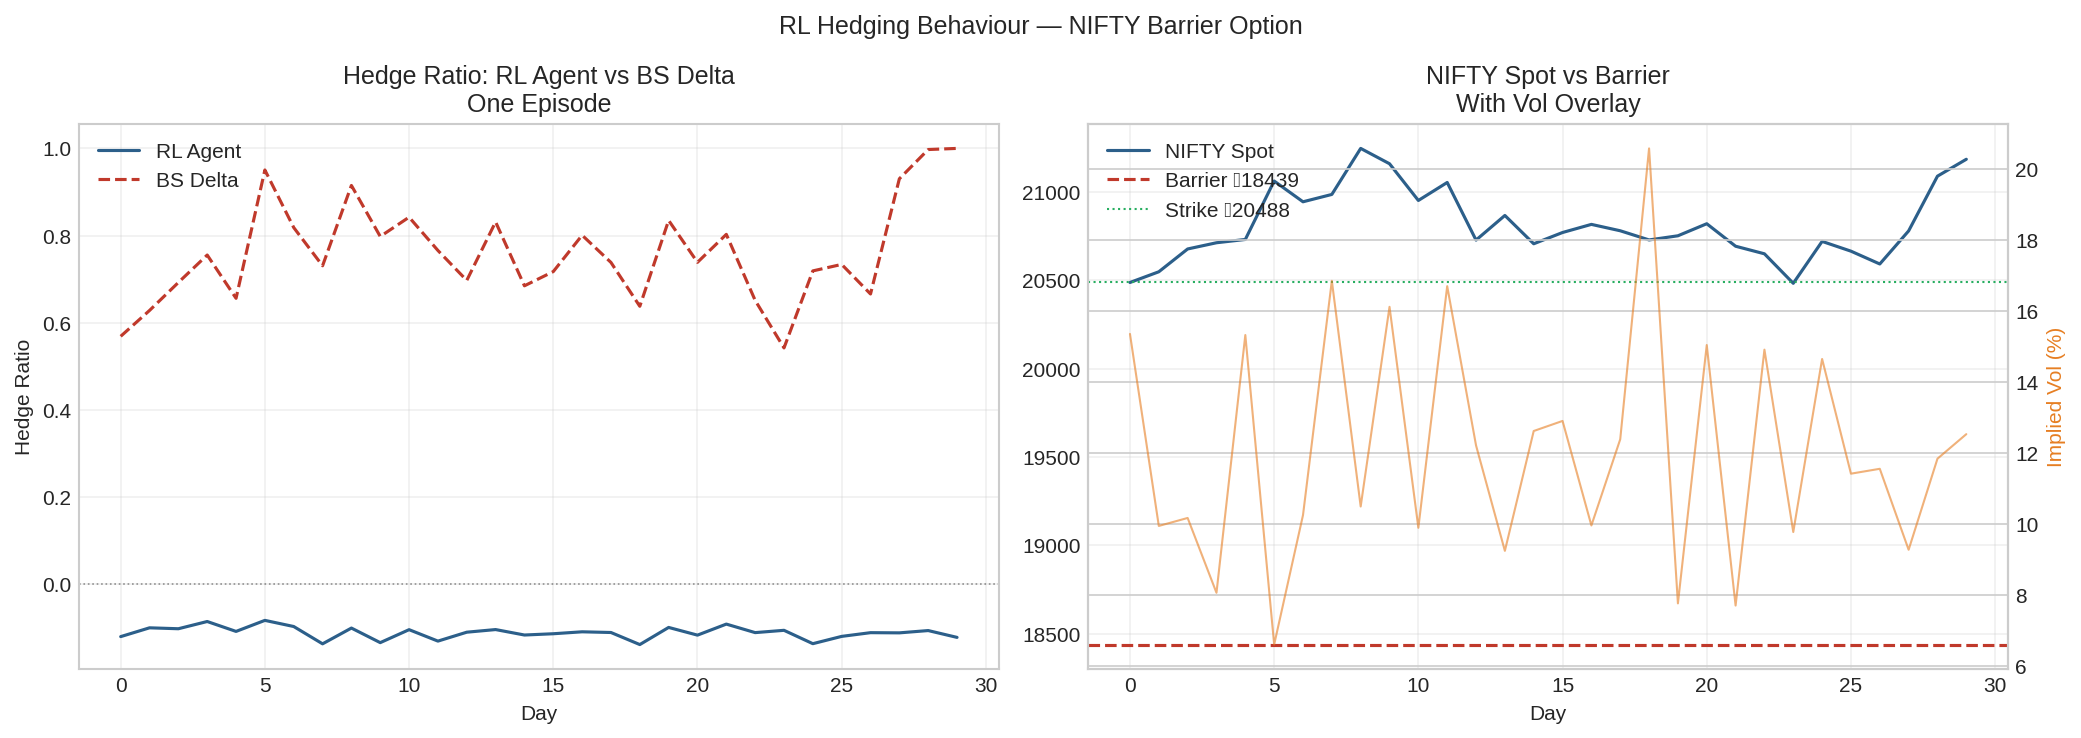 RL Hedging Behaviour — NIFTY Barrier Option
Hedge Ratio: RL Agent vs BS Delta
One Episode
RL Agent
BS Delta
Hedge Ratio
1.0
0.8
0.6
0.4
0.2
0.0
0
5
10
15
20
25
30
Day
NIFTY Spot vs Barrier
With Vol Overlay
NIFTY Spot
Barrier ▯18439
Strike ▯20488
21000
20500
20000
19500
19000
18500
20
18
16
14
12
10
8
6
Implied Vol (%)
0
5
10
15
20
25
30
Day